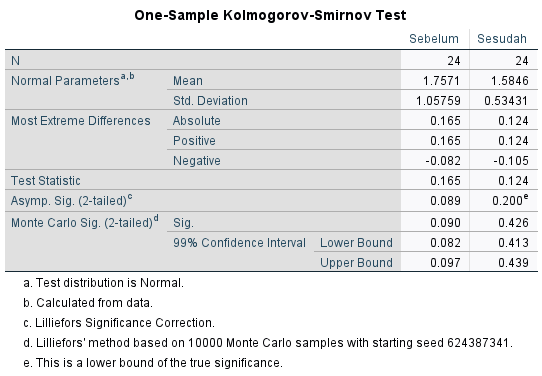 One-Sample Kolmogorov-Smirnov Test
Sebelum Sesudah
N 24 24
Normal Parameters a,b Mean 1.7571 1.5846
Std. Deviation 1.05759 0.53431
Most Extreme Differences Absolute 0.165 0.124
Positive 0.165 0.124
Negative -0.082 -0.105
Test Statistic 0.165 0.124
Asymp. Sig. (2-tailed) c 0.089 0.200 e
Monte Carlo Sig. (2-tailed) d Sig. 0.090 0.426
99% Confidence Interval Lower Bound 0.082 0.413
Upper Bound 0.097 0.439
a. Test distribution is Normal.
b. Calculated from data.
c. Lilliefors Significance Correction.
d. Lilliefors' method based on 10000 Monte Carlo samples with starting seed 624387341.
e. This is a lower bound of the true significance.